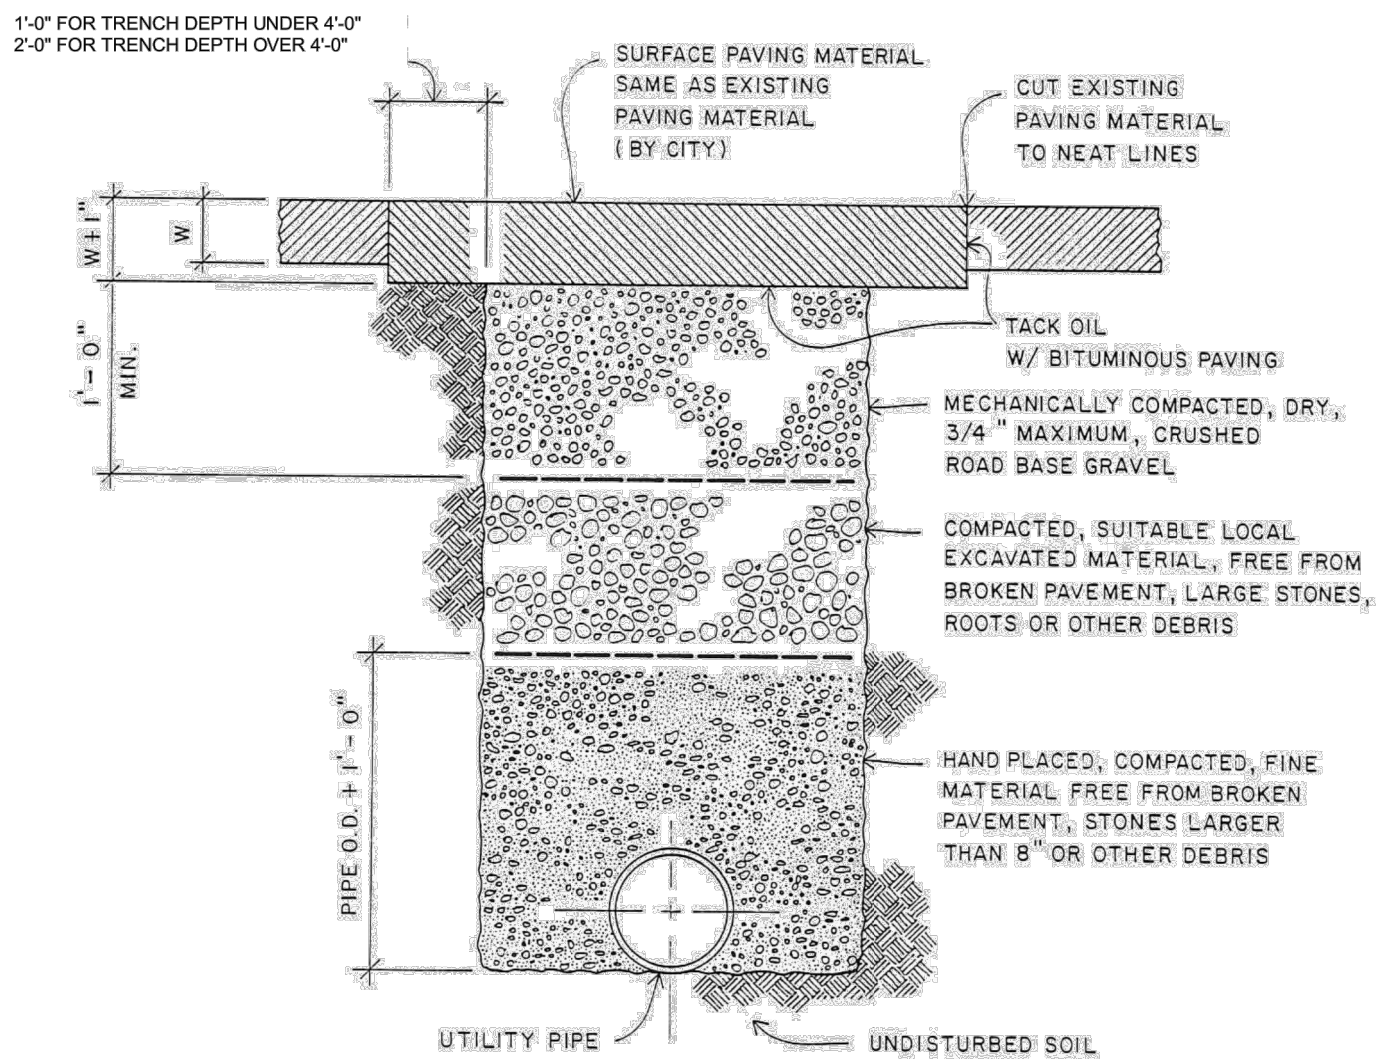 1'-0" FOR TRENCH DEPTH UNDER 4'-0"
2'-0" FOR TRENCH DEPTH OVER 4'-0"
SURFACE PAVING MATERIAL
SAME AS EXISTING
PAVING MATERIAL
(BY CITY)
CUT EXISTING
PAVING MATERIAL
TO NEAT LINES
W+1"
W
1'-0"
MIN.
TACK OIL
W/ BITUMINOUS PAVING
MECHANICALLY COMPACTED, DRY,
3/4" MAXIMUM, CRUSHED
ROAD BASE GRAVEL
COMPACTED, SUITABLE LOCAL
EXCAVATED MATERIAL, FREE FROM
BROKEN PAVEMENT, LARGE STONES,
ROOTS OR OTHER DEBRIS
PIPE O.D. + 1'-0"
HAND PLACED, COMPACTED, FINE
MATERIAL FREE FROM BROKEN
PAVEMENT, STONES LARGER
THAN 8" OR OTHER DEBRIS
UTILITY PIPE
UNDISTURBED SOIL